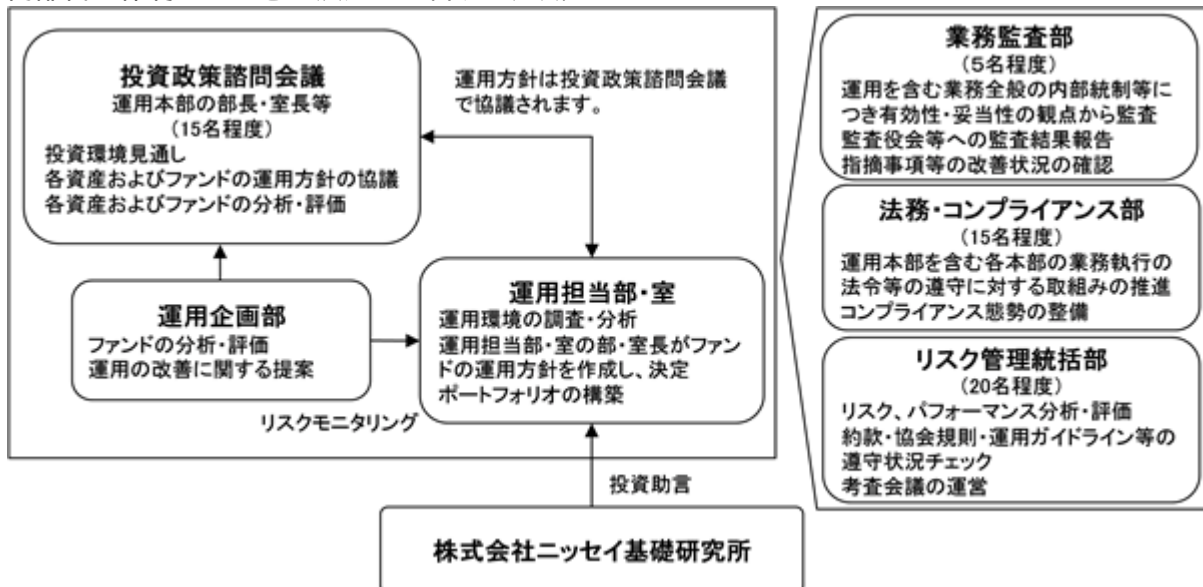 投資政策諮問会議
運用本部の部長・室長等
(15名程度)
投資環境見通し
各資産およびファンドの運用方針の協議
各資産およびファンドの分析・評価
運用方針は投資政策諮問会議
で協議されます。
運用企画部
ファンドの分析・評価
運用の改善に関する提案
リスクモニタリング
運用担当部・室
運用環境の調査・分析
運用担当部・室の部・室長がファン
ドの運用方針を作成し、決定
ポートフォリオの構築
投資助言
株式会社ニッセイ基礎研究所
業務監査部
(5名程度)
運用を含む業務全般の内部統制等に
つき有効性・妥当性の観点から監査
監査役会等への監査結果報告
指摘事項等の改善状況の確認
法務・コンプライアンス部
(15名程度)
運用本部を含む各本部の業務執行の
法令等の遵守に対する取組みの推進
コンプライアンス態勢の整備
リスク管理統括部
(20名程度)
リスク、パフォーマンス分析・評価
約款・協会規則・運用ガイドライン等の
遵守状況チェック
考査会議の運営